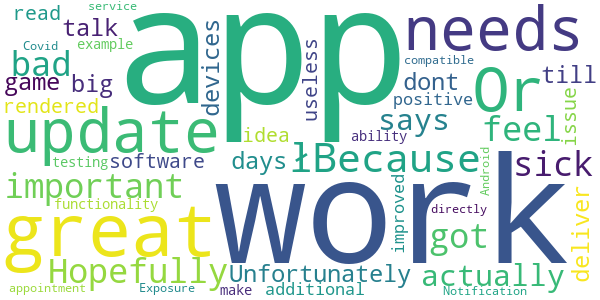 service
read
app
needs
talk
Covid
example
devices
bad
compatible
useless
dont
Or
till
game
big
positive
rendered
says
issue
update
idea
ability
feel
testing
software
days
łBecause
sick
Android
important
improved
functionality
directly
great
work
got
deliver
Hopefully
Unfortunately
actually
appointment
Exposure
make
additional
Notification